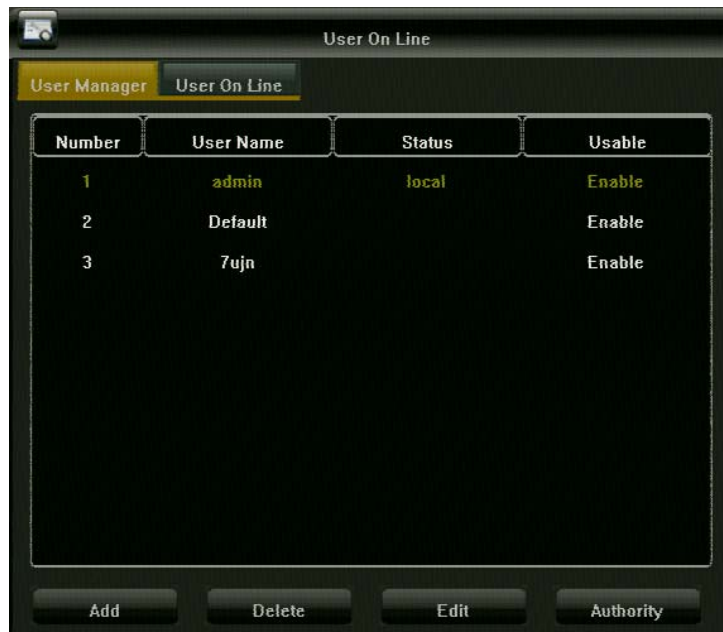 User On Line
User Manager User On Line
Number User Name Status Usable
1 admin local Enable
2 Default Enable
3 7ujn Enable
Add Delete Edit Authority